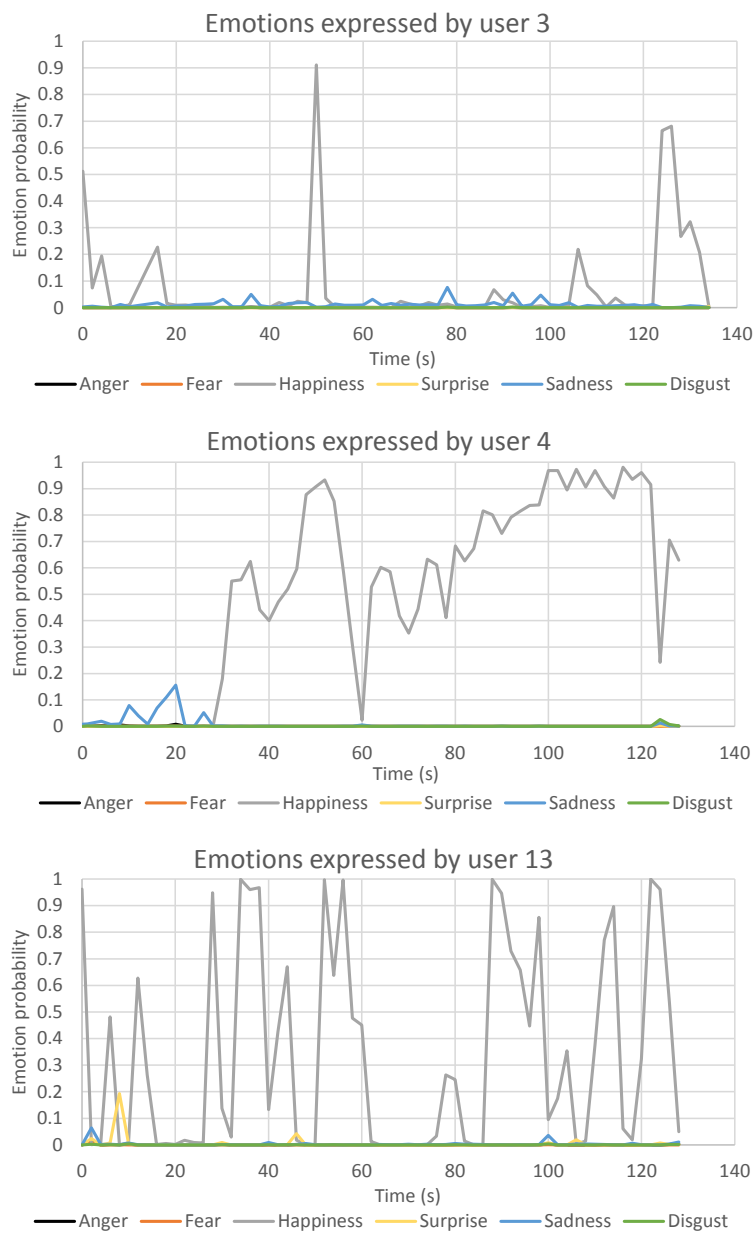 Emotions expressed by user 3
1
0.9
0.8
0.7
0.6
0.5
0.4
0.3
0.2
0.1
0
Emotion probability
0 20 40 60 80 100 120 140
Time (s)
Anger Fear Happiness Surprise Sadness Disgust
Emotions expressed by user 4
1
0.9
0.8
0.7
0.6
0.5
0.4
0.3
0.2
0.1
0
Emotion probability
0 20 40 60 80 100 120 140
Time (s)
Anger Fear Happiness Surprise Sadness Disgust
Emotions expressed by user 13
1
0.9
0.8
0.7
0.6
0.5
0.4
0.3
0.2
0.1
0
Emotion probability
0 20 40 60 80 100 120 140
Time (s)
Anger Fear Happiness Surprise Sadness Disgust